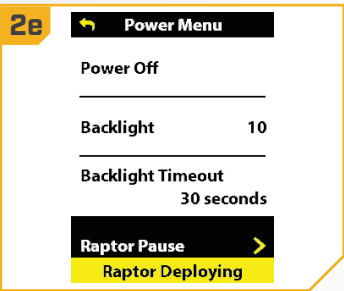 2e
Power Menu
Power Off
Backlight 10
Backlight Timeout
30 seconds
Raptor Pause
Raptor Deploying